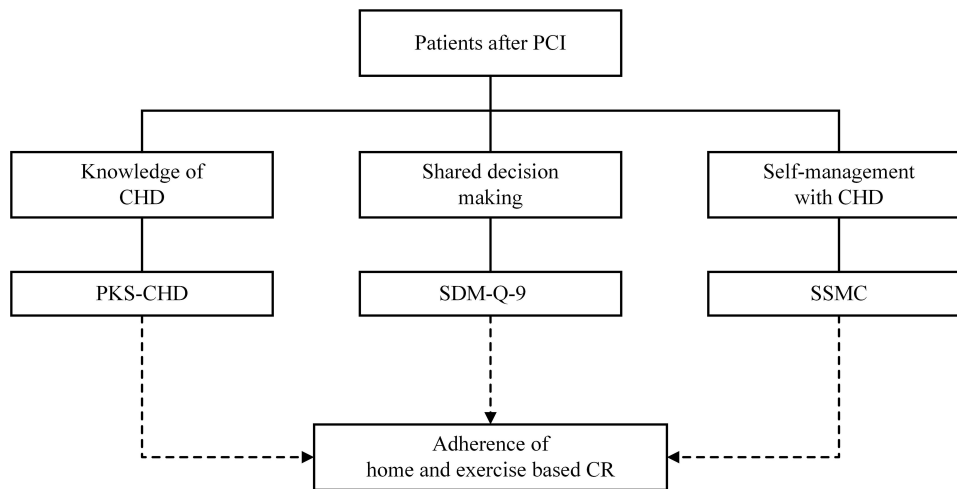 Patients after PCI
Knowledge of
CHD
Shared decision
making
Self-management
with CHD
PKS-CHD
SDM-Q-9
SSMC
Adherence of
home and exercise based CR